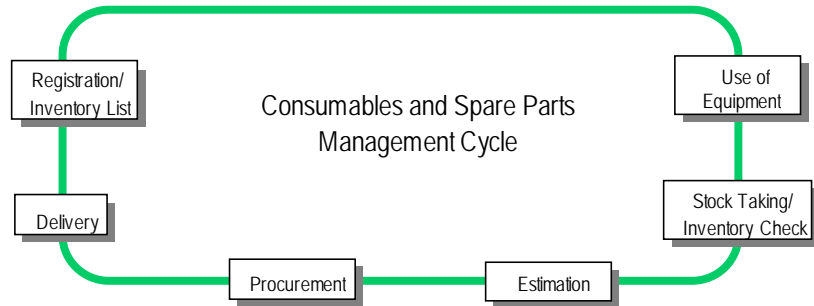 Registration/
Inventory List
Use of
Equipment
Consumables and Spare Parts
Management Cycle
Delivery
Stock Taking/
Inventory Check
Procurement
Estimation